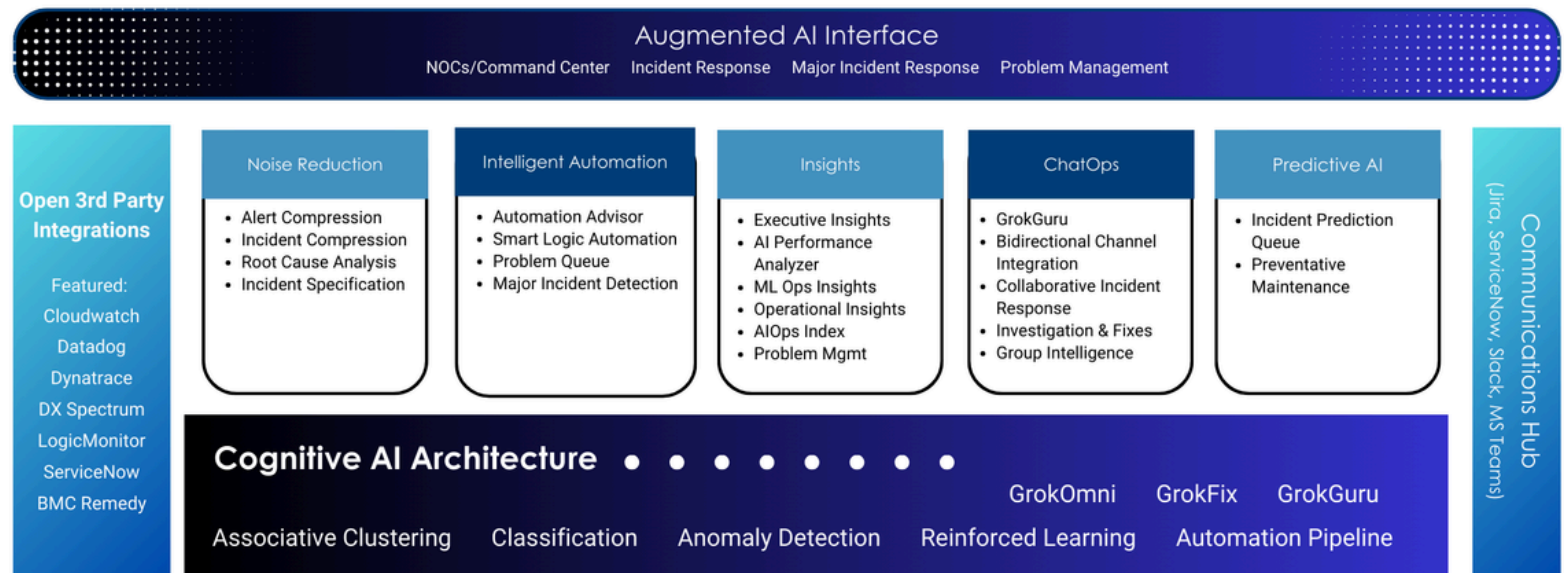 Augmented AI Interface
NOCs/Command Center Incident Response Major Incident Response Problem Management
Open 3rd Party
Integrations
Featured:
Cloudwatch
Datadog
Dynatrace
DX Spectrum
LogicMonitor
ServiceNow
BMC Remedy
Noise Reduction
• Alert Compression
• Incident Compression
• Root Cause Analysis
• Incident Specification
Intelligent Automation
• Automation Advisor
• Smart Logic Automation
• Problem Queue
• Major Incident Detection
Insights
• Executive Insights
• AI Performance
Analyzer
• ML Ops Insights
• Operational Insights
• AIOps Index
• Problem Mgmt
ChatOps
• GrokGuru
• Bidirectional Channel
Integration
• Collaborative Incident
Response
• Investigation & Fixes
• Group Intelligence
Predictive AI
• Incident Prediction
Queue
• Preventative
Maintenance
Communications Hub
(Jira, ServiceNow, Slack, MS Teams)
Cognitive AI Architecture
GrokOmni GrokFix GrokGuru
Associative Clustering Classification Anomaly Detection Reinforced Learning Automation Pipeline